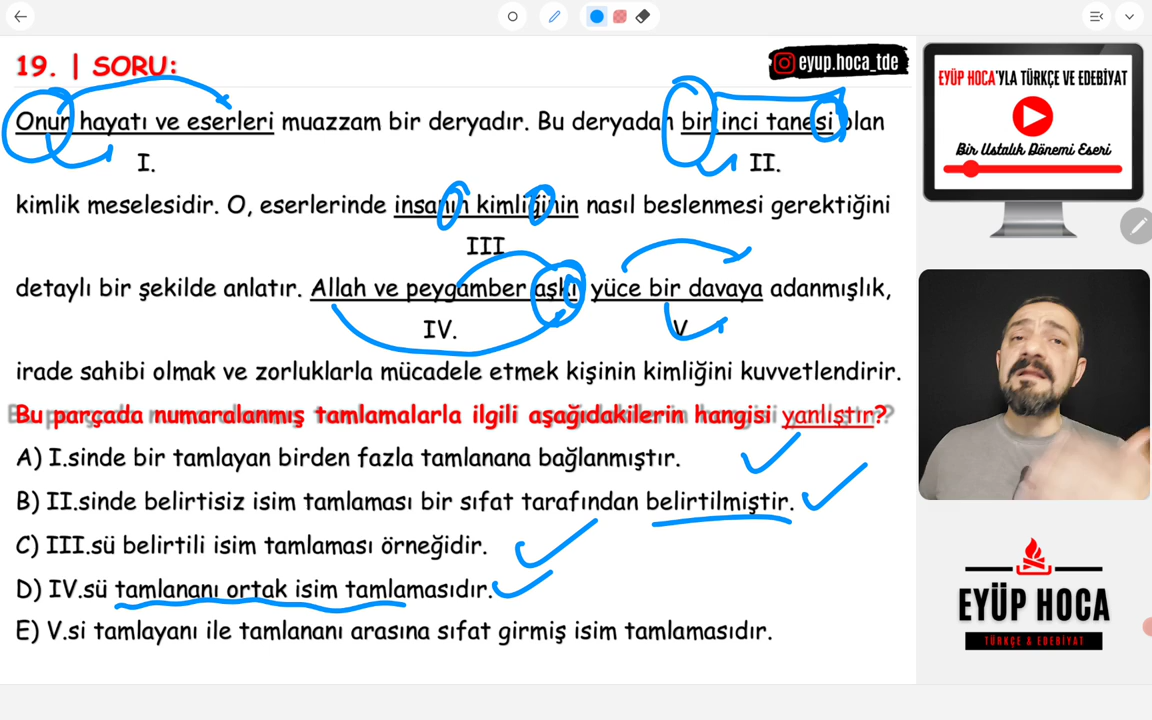 19. | SORU:
eyup.hoca_tde
Onun hayatı ve eserleri muazzam bir deryadır. Bu deryadan bir inci tanesi olan
I. II.
kimlik meselesidir. O, eserlerinde insanın kimliğinin nasıl beslenmesi gerektiğini
III
detaylı bir şekilde anlatır. Allah ve peygamber aşkı yüce bir davaya adanmışlık,
IV. V
irade sahibi olmak ve zorluklarla mücadele etmek kişinin kimliğini kuvvetlendirir.
Bu parçada numaralanmış tamlamalarla ilgili aşağıdakilerin hangisi yanlıştır?
A) I.sinde bir tamlayan birden fazla tamlanana bağlanmıştır.
B) II.sinde belirtisiz isim tamlaması bir sıfat tarafından belirtilmiştir.
C) III.sü belirtili isim tamlaması örneğidir.
D) IV.sü tamlananı ortak isim tamlamasıdır.
E) V.si tamlayanı ile tamlananı arasına sıfat girmiş isim tamlamasıdır.
EYÜP HOCA'YLA TÜRKÇE VE EDEBİYAT
Bir Ustalık Dönemi Eseri
EYÜP HOCA
TÜRKÇE & EDEBİYAT